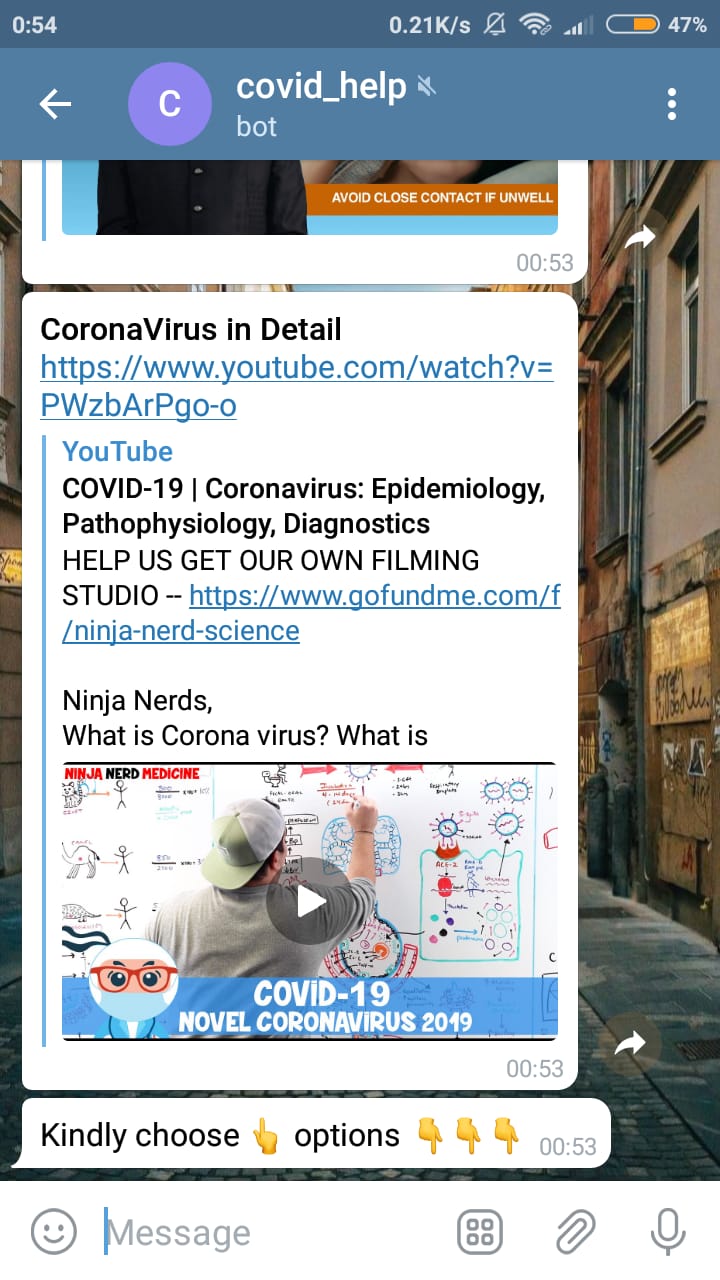 0:54
0.21K/s
47%
C
covid_help
bot
AVOID CLOSE CONTACT IF UNWELL
00:53
CoronaVirus in Detail
https://www.youtube.com/watch?v=
PWzbArPgo-o
YouTube
COVID-19 | Coronavirus: Epidemiology,
Pathophysiology, Diagnostics
HELP US GET OUR OWN FILMING
STUDIO -- https://www.gofundme.com/f
/ninja-nerd-science
Ninja Nerds,
What is Corona virus? What is
NINJA NERD MEDICINE
ACE-2
COVID-19
NOVEL CORONAVIRUS 2019
00:53
Kindly choose 👆 options 👇👇👇
00:53
Message